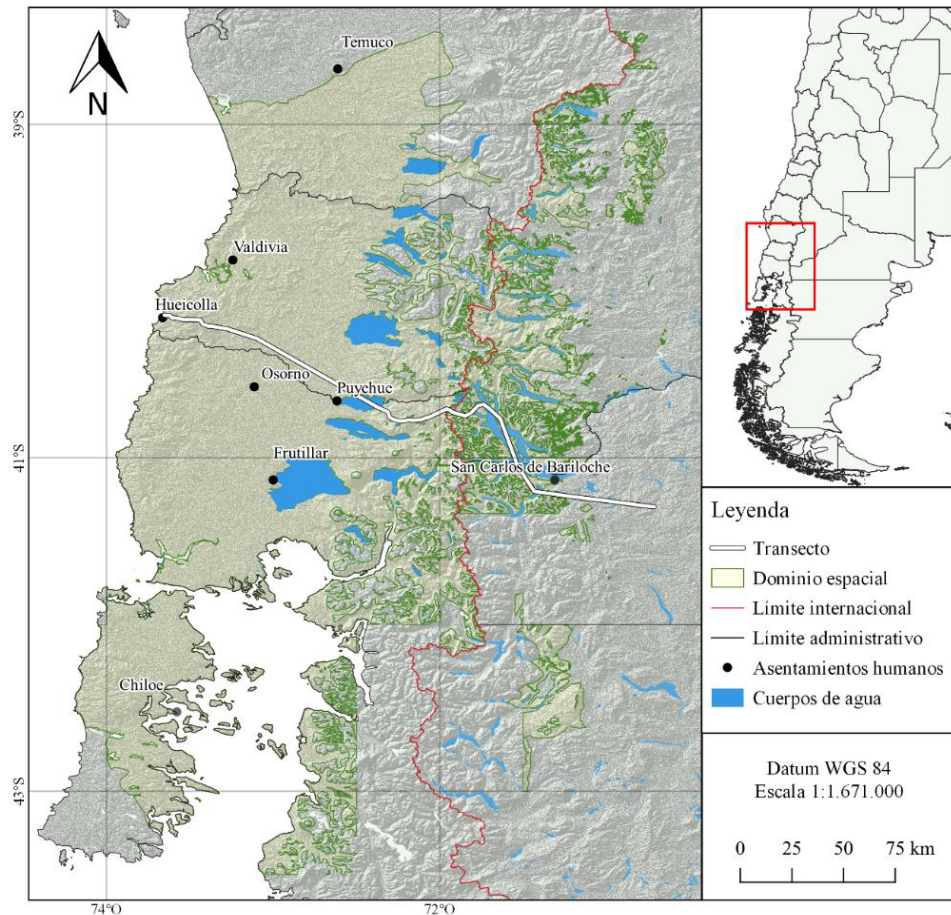 Temuco
N
39°S
Valdivia
Hueicolla
Osorno
Puyehue
41°S
Frutillar
San Carlos de Bariloche
Chiloe
43°S
74°O
72°O
Leyenda
Transecto
Dominio espacial
Límite internacional
Límite administrativo
Asentamientos humanos
Cuerpos de agua
Datum WGS 84
Escala 1:1.671.000
0 25 50 75 km